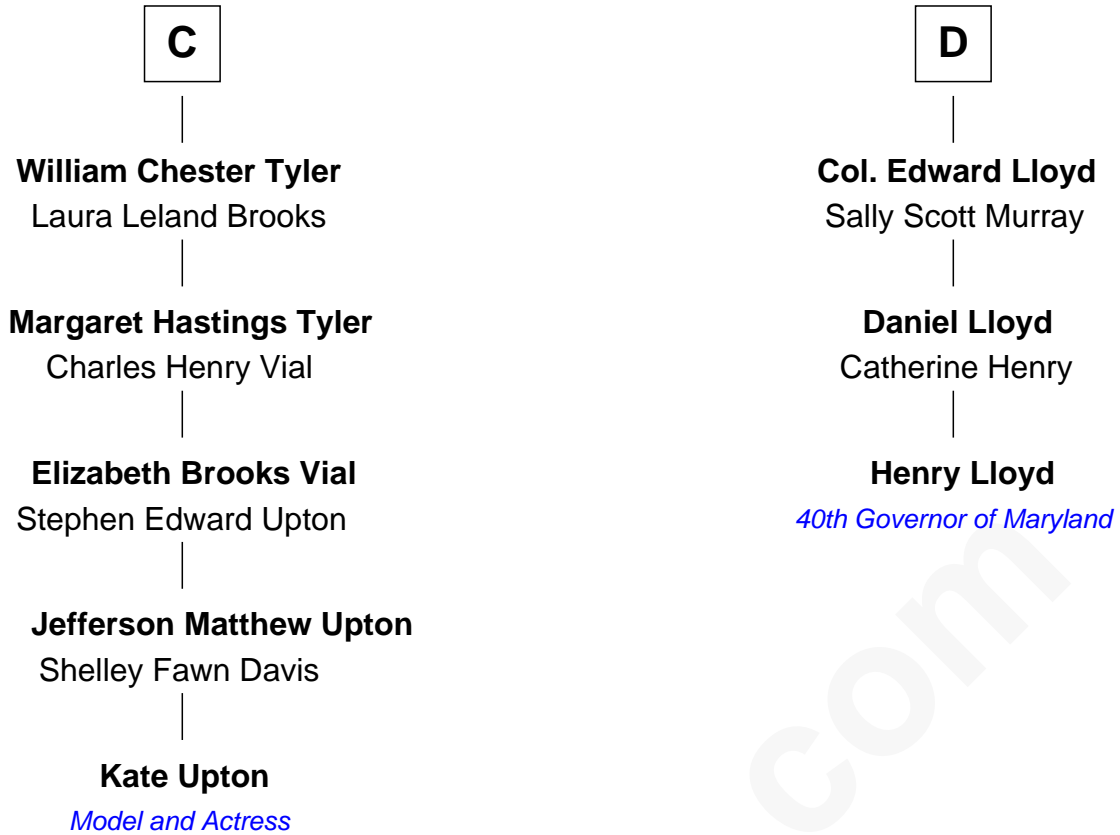 C
William Chester Tyler
Laura Leland Brooks
Margaret Hastings Tyler
Charles Henry Vial
Elizabeth Brooks Vial
Stephen Edward Upton
Jefferson Matthew Upton
Shelley Fawn Davis
Kate Upton
Model and Actress
D
Col. Edward Lloyd
Sally Scott Murray
Daniel Lloyd
Catherine Henry
Henry Lloyd
40th Governor of Maryland
com